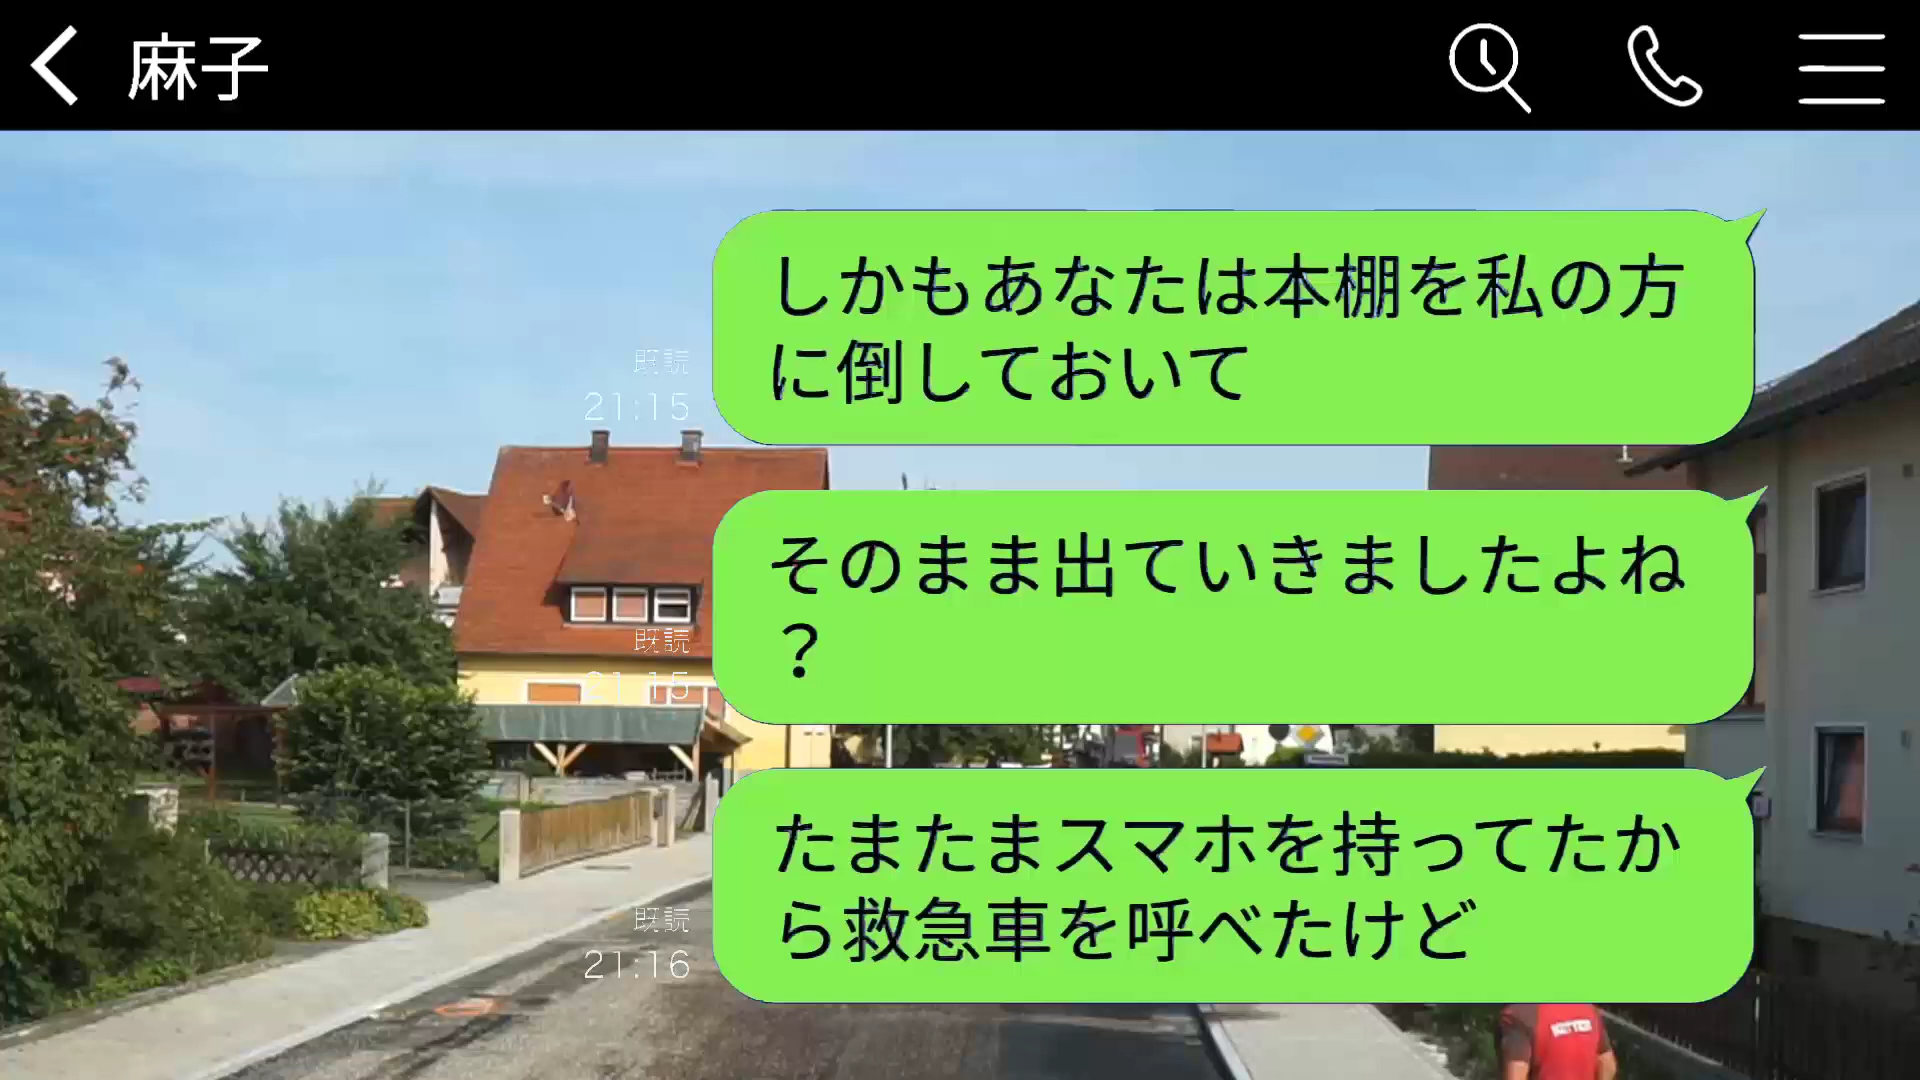 麻子
しかもあなたは本棚を私の方
に倒しておいて
既読
21:15
そのまま出ていきましたよね
?
既読
21:15
たまたまスマホを持ってたか
ら救急車を呼べたけど
既読
21:16